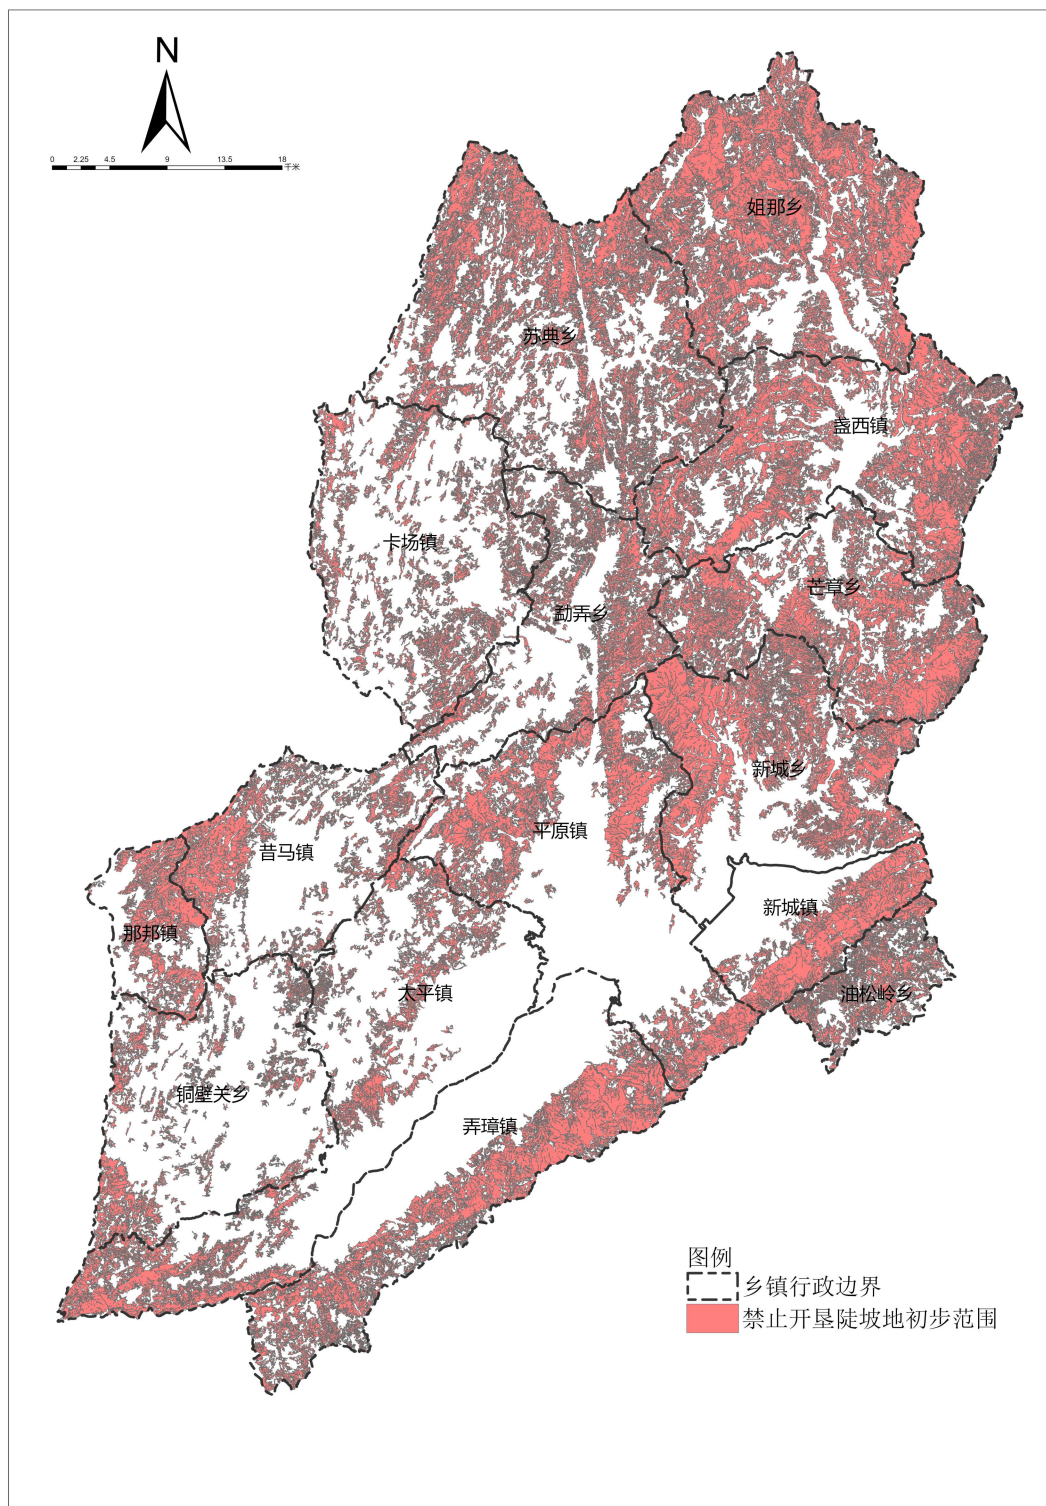 N
0 2.25 4.5 9 13.5 18
千米
姐那乡
苏典乡
盏西镇
卡场镇
芒章乡
勐弄乡
新城乡
平原镇
昔马镇
新城镇
那邦镇
太平镇
油松岭乡
铜壁关乡
弄璋镇
图例
乡镇行政边界
禁止开垦陡坡地初步范围